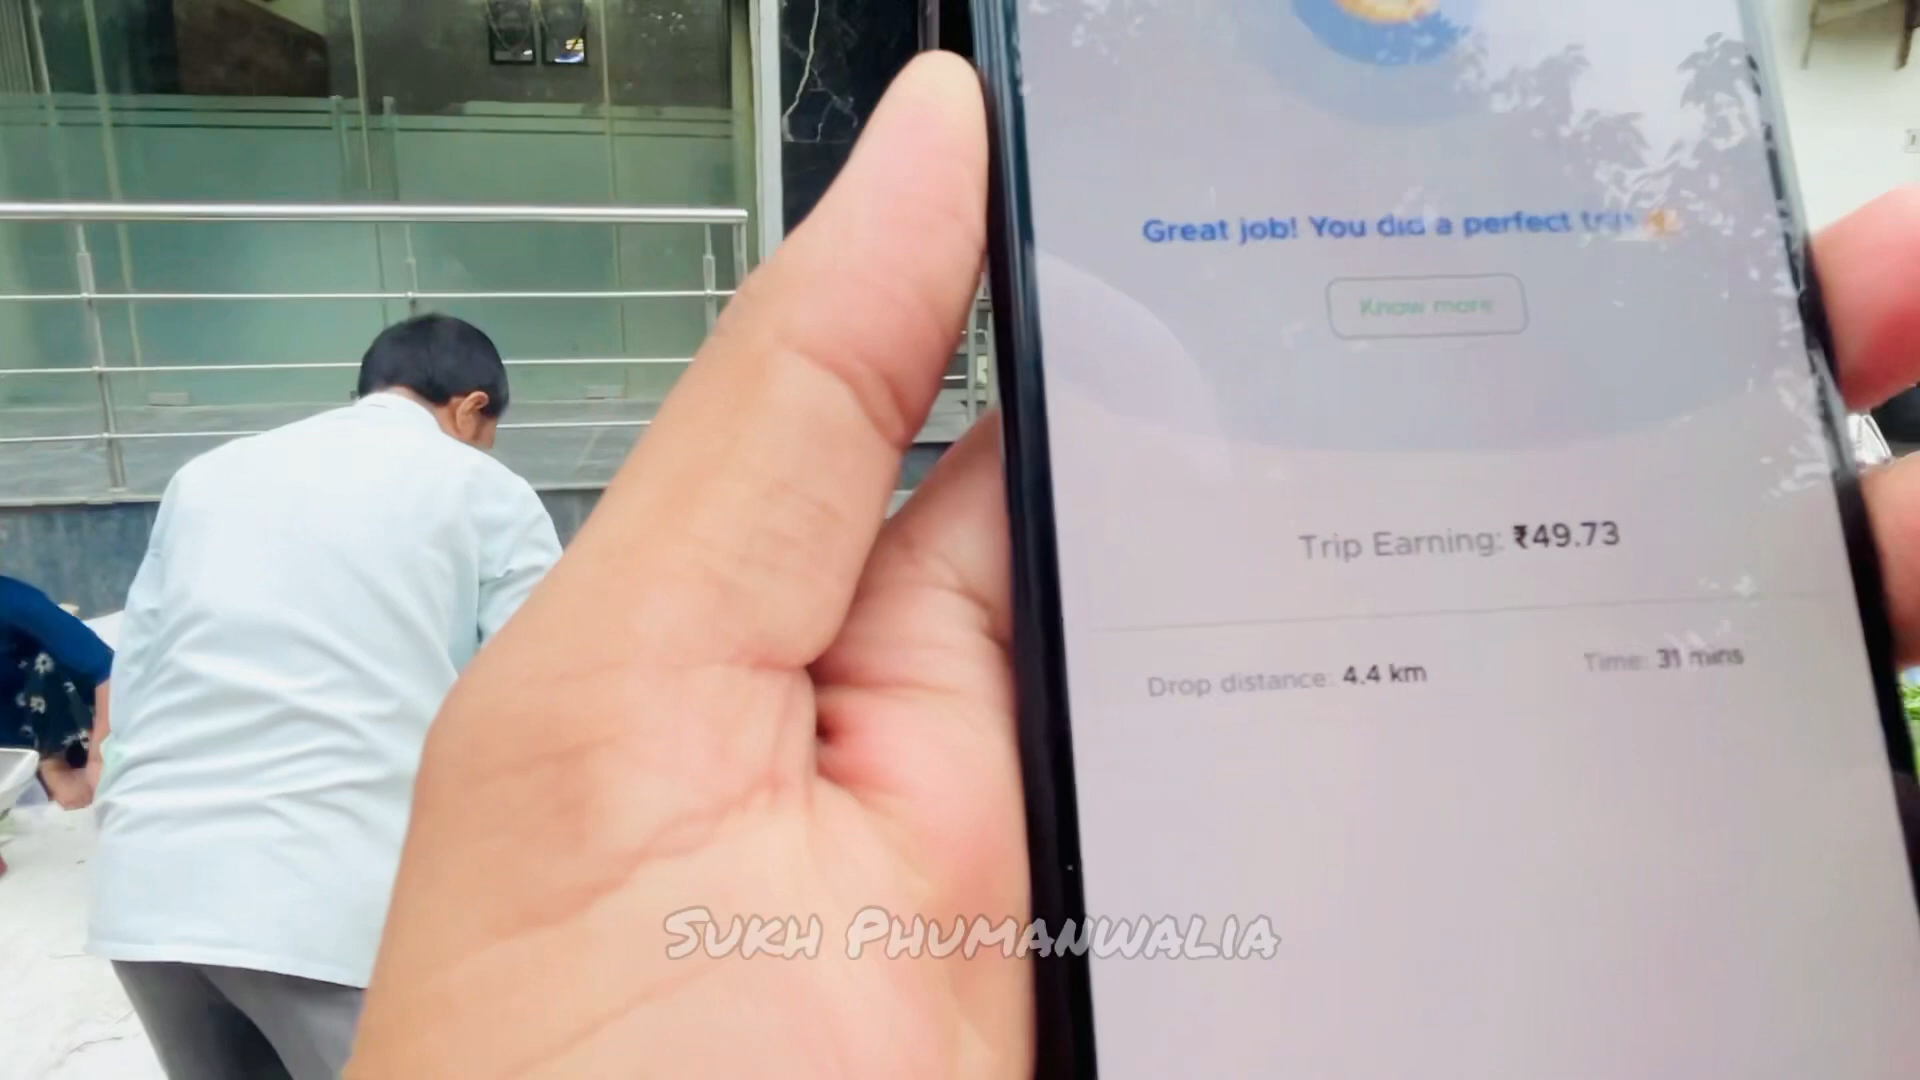 Great job! You did a perfect trip
Know more
Trip Earning: ₹49.73
Drop distance: 4.4 km
Time: 31 mins
Sukh Phumanwalia